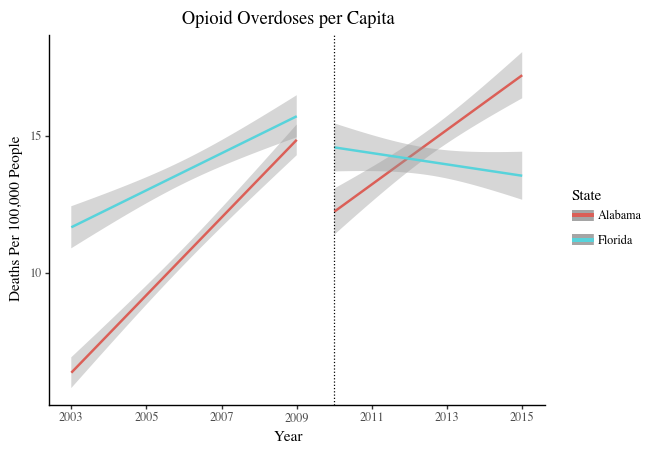 Opioid Overdoses per Capita
Deaths Per 100,000 People
15
10
2003 2005 2007 2009 2011 2013 2015
Year
State
Alabama
Florida